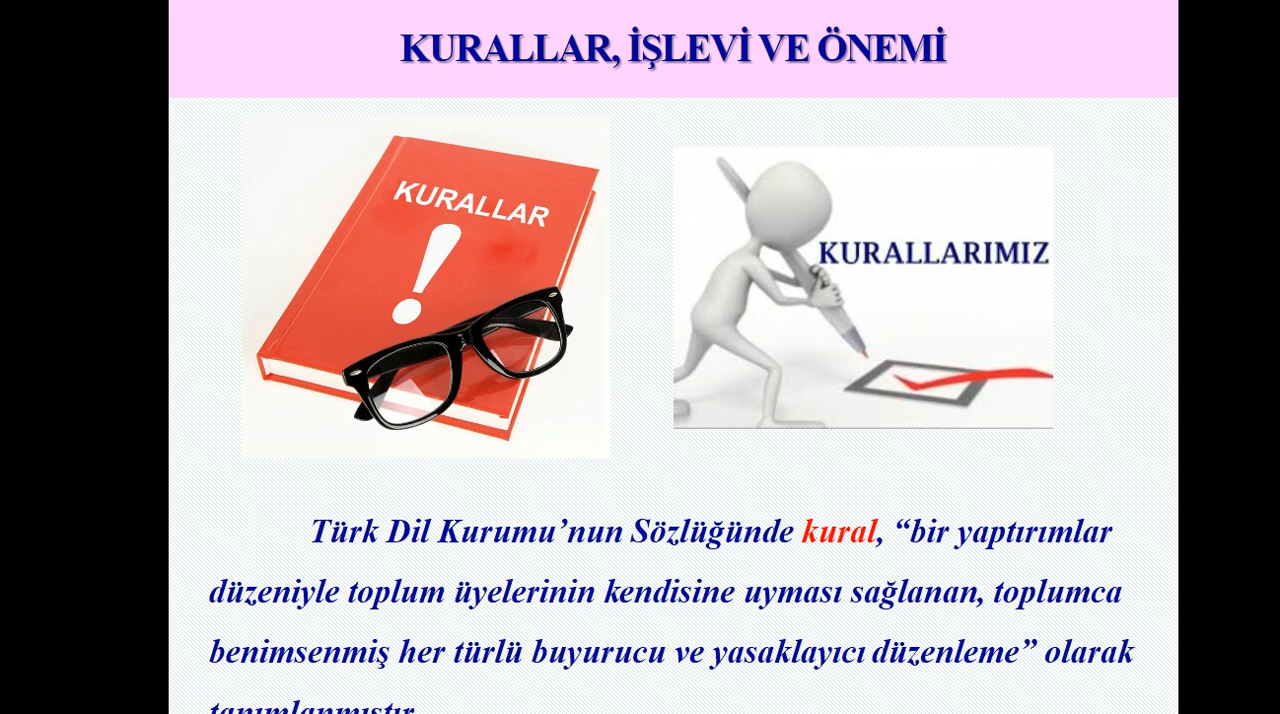 KURALLAR, İŞLEVİ VE ÖNEMİ
KURALLAR
!
KURALLARIMIZ
Türk Dil Kurumu’nun Sözlüğünde kural, “bir yaptırımlar
düzeniyle toplum üyelerinin kendisine uyması sağlanan, toplumca
benimsenmiş her türlü buyurucu ve yasaklayıcı düzenleme” olarak
tanımlanmıştır